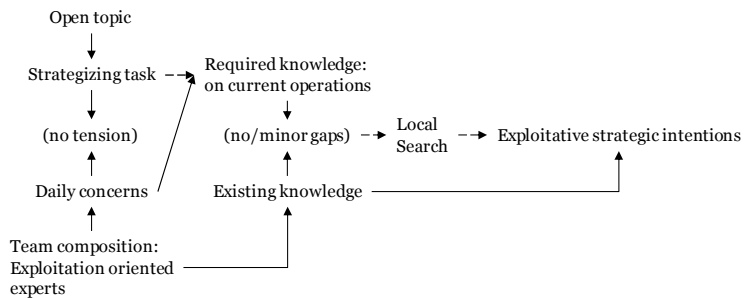 Open topic
Strategizing task
Required knowledge:
on current operations
(no tension)
(no/minor gaps)
Local
Search
Exploitative strategic intentions
Daily concerns
Existing knowledge
Team composition:
Exploitation oriented
experts